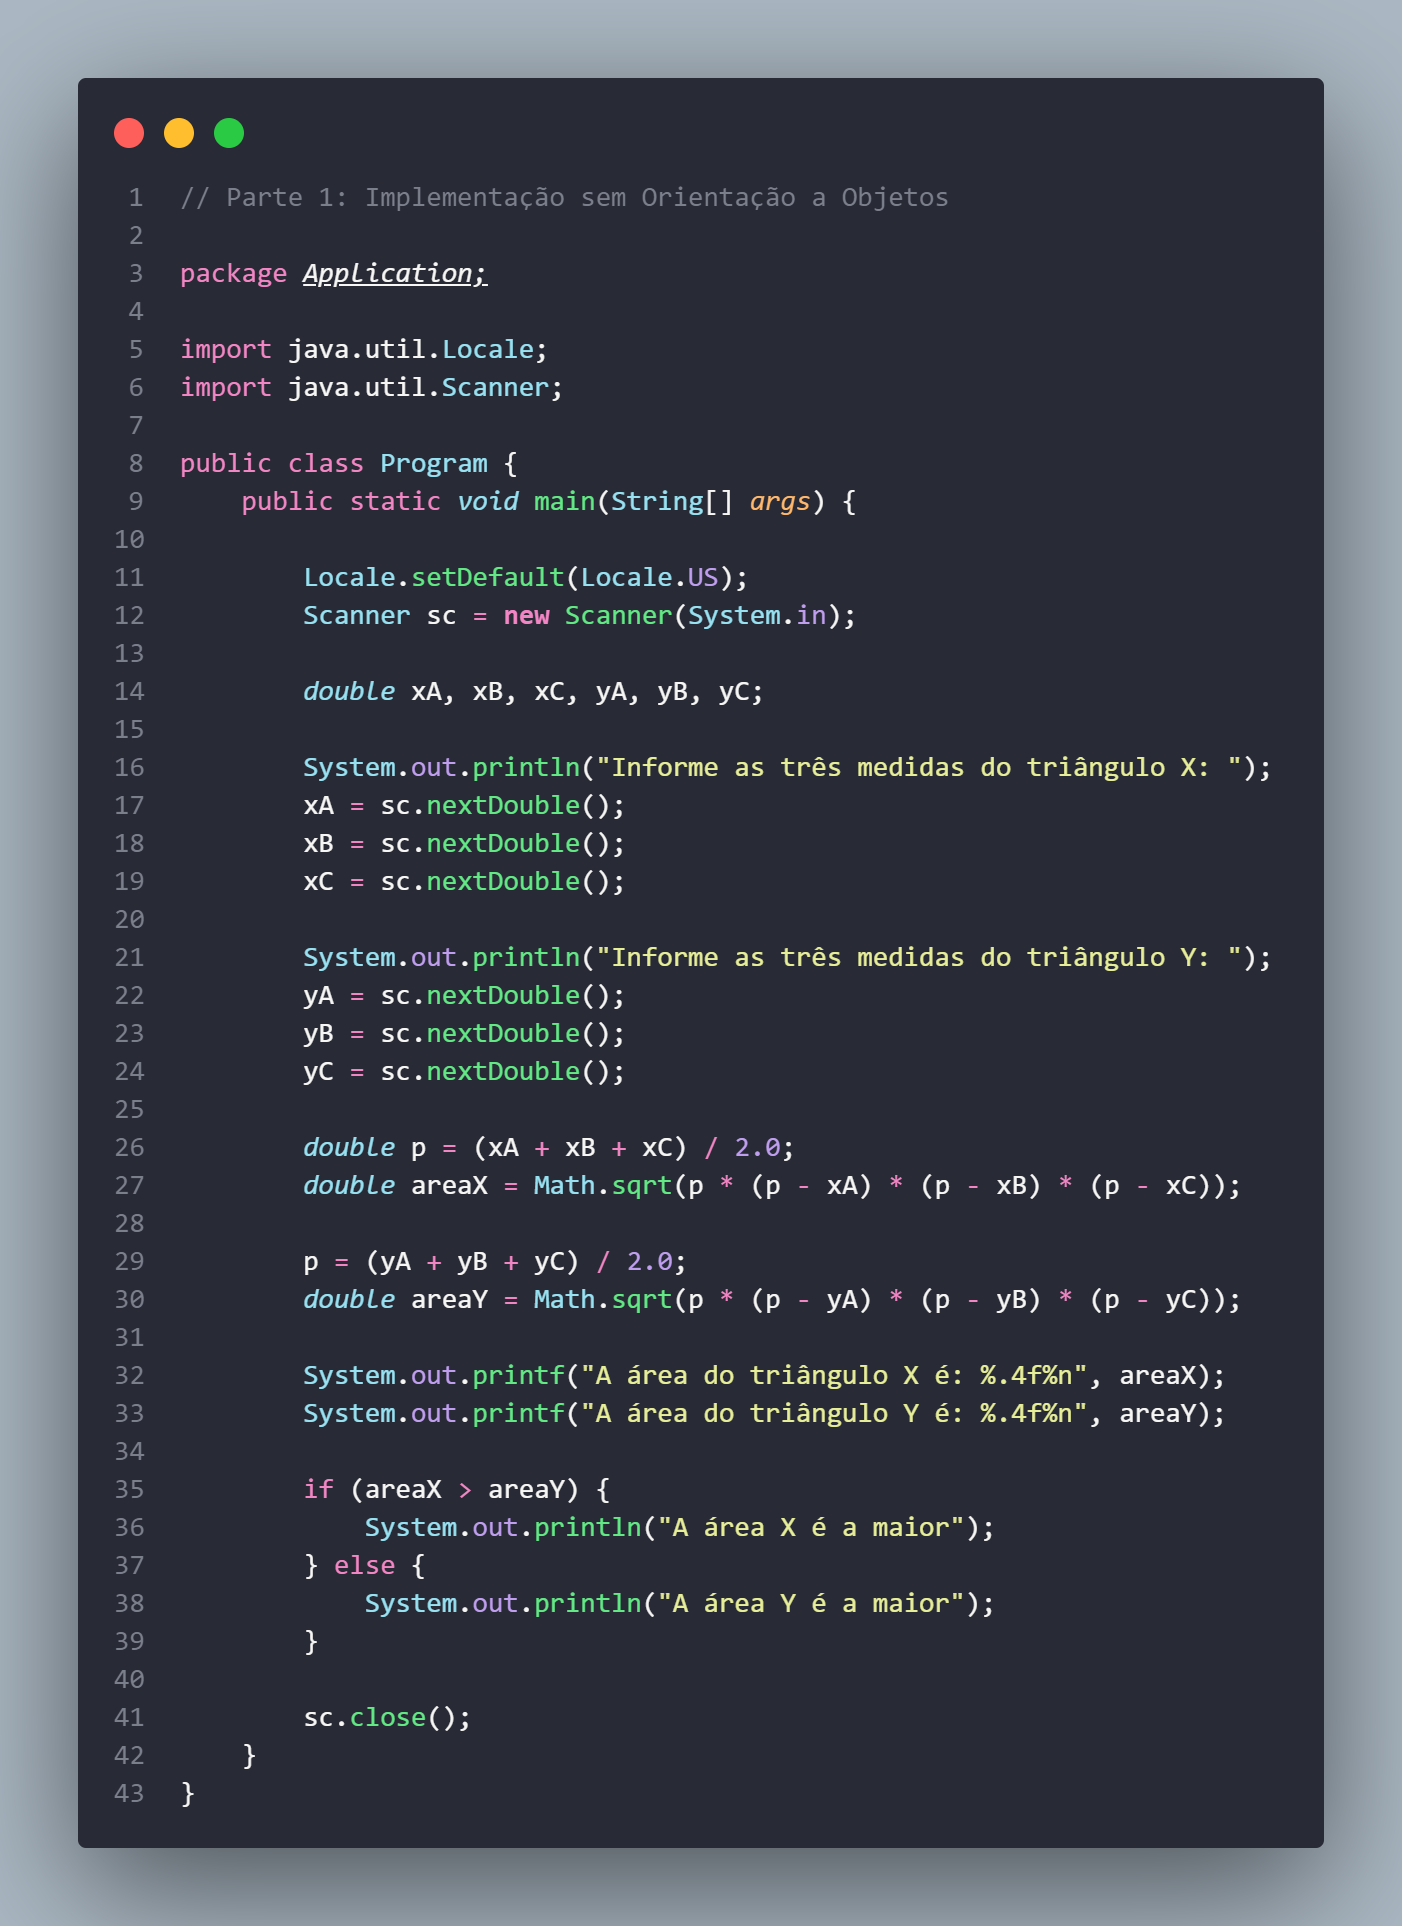 1 // Parte 1: Implementação sem Orientação a Objetos
2
3 package Application;
4
5 import java.util.Locale;
6 import java.util.Scanner;
7
8 public class Program {
9     public static void main(String[] args) {
10
11         Locale.setDefault(Locale.US);
12         Scanner sc = new Scanner(System.in);
13
14         double xA, xB, xC, yA, yB, yC;
15
16         System.out.println("Informe as três medidas do triângulo X: ");
17         xA = sc.nextDouble();
18         xB = sc.nextDouble();
19         xC = sc.nextDouble();
20
21         System.out.println("Informe as três medidas do triângulo Y: ");
22         yA = sc.nextDouble();
23         yB = sc.nextDouble();
24         yC = sc.nextDouble();
25
26         double p = (xA + xB + xC) / 2.0;
27         double areaX = Math.sqrt(p * (p - xA) * (p - xB) * (p - xC));
28
29         p = (yA + yB + yC) / 2.0;
30         double areaY = Math.sqrt(p * (p - yA) * (p - yB) * (p - yC));
31
32         System.out.printf("A área do triângulo X é: %.4f%n", areaX);
33         System.out.printf("A área do triângulo Y é: %.4f%n", areaY);
34
35         if (areaX > areaY) {
36             System.out.println("A área X é a maior");
37         } else {
38             System.out.println("A área Y é a maior");
39         }
40
41         sc.close();
42     }
43 }